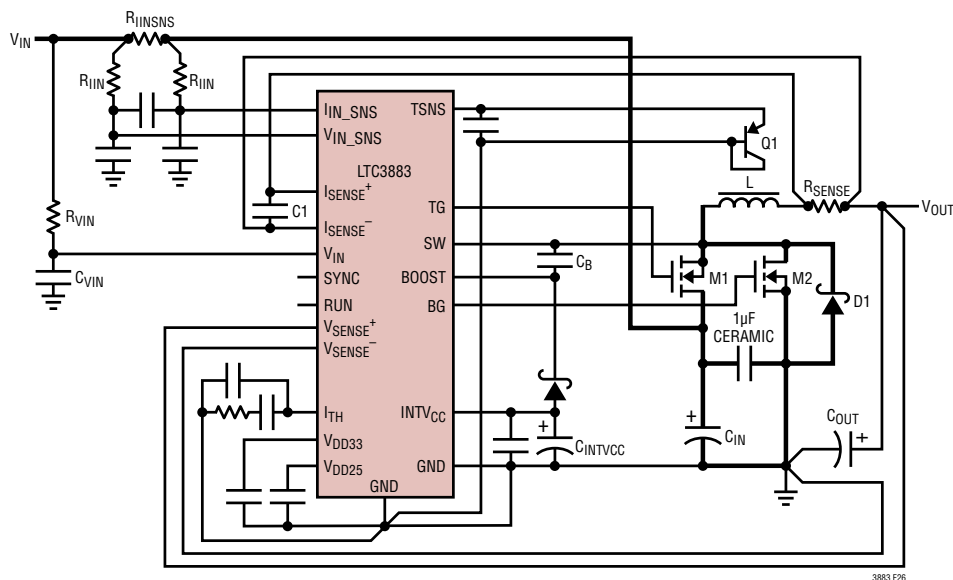 RIINSNS
VIN
RIIN
RIIN
IIN_SNS
VIN_SNS
LTC3883
ISENSE+
C1
ISENSE–
RVIN
VIN
CVIN
SYNC
RUN
VSENSE+
VSENSE–
ITH
VDD33
VDD25
GND
TSNS
TG
SW
BOOST
BG
INTVCC
GND
Q1
L
RSENSE
VOUT
CB
M1
M2
D1
1µF
CERAMIC
COUT
+
+
CINTVCC
+
CIN
3883 F26